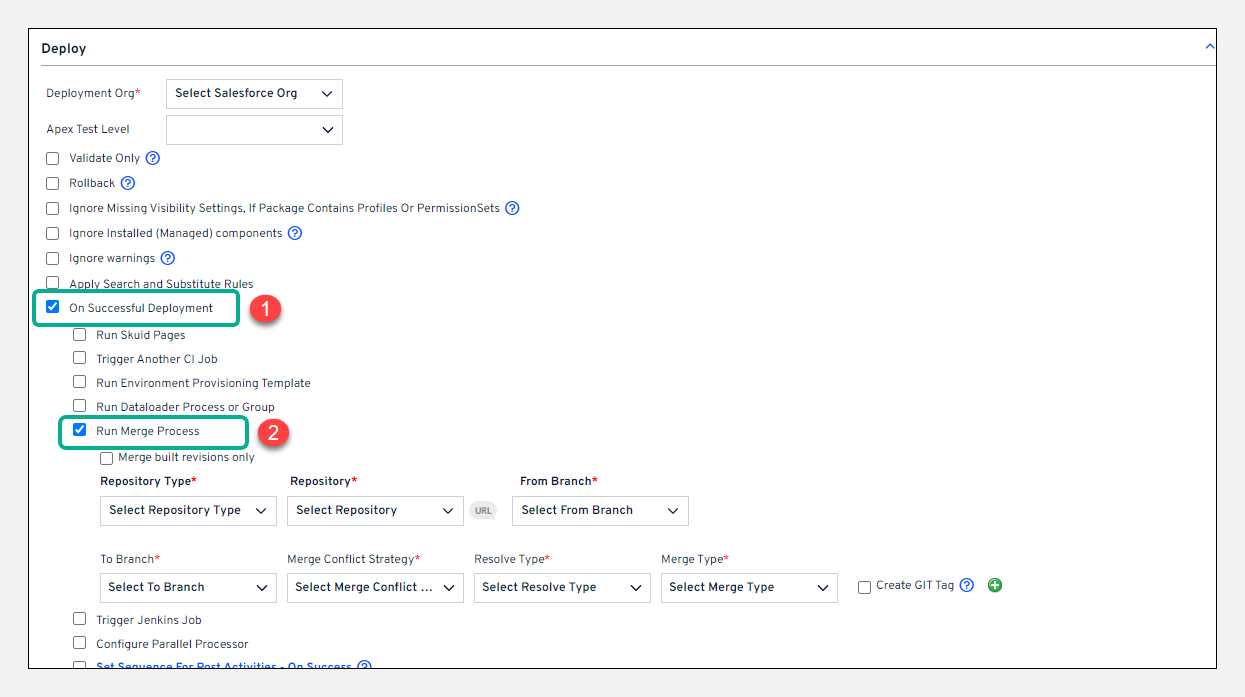 Deploy
Deployment Org* Select Salesforce Org
Apex Test Level
Validate Only ?
Rollback ?
Ignore Missing Visibility Settings, If Package Contains Profiles Or PermissionSets ?
Ignore Installed (Managed) components ?
Ignore warnings ?
Apply Search and Substitute Rules
On Successful Deployment 1
Run Skuid Pages
Trigger Another CI Job
Run Environment Provisioning Template
Run Dataloader Process or Group
Run Merge Process 2
Merge built revisions only
Repository Type* Repository* From Branch*
Select Repository Type Select Repository URL Select From Branch
To Branch* Merge Conflict Strategy* Resolve Type* Merge Type*
Select To Branch Select Merge Conflict ... Select Resolve Type Select Merge Type Create GIT Tag ?
Trigger Jenkins Job
Configure Parallel Processor
Set Sequence For Post Activities - On Success ?